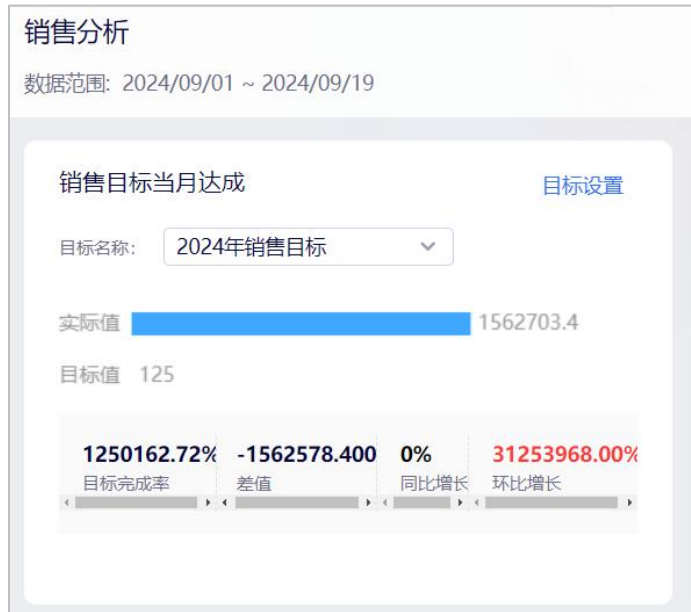 销售分析
数据范围: 2024/09/01 ~ 2024/09/19
销售目标当月达成 目标设置
目标名称: 2024年销售目标
实际值 1562703.4
目标值 125
1250162.72% -1562578.400 0% 31253968.00%
目标完成率 差值 同比增长 环比增长